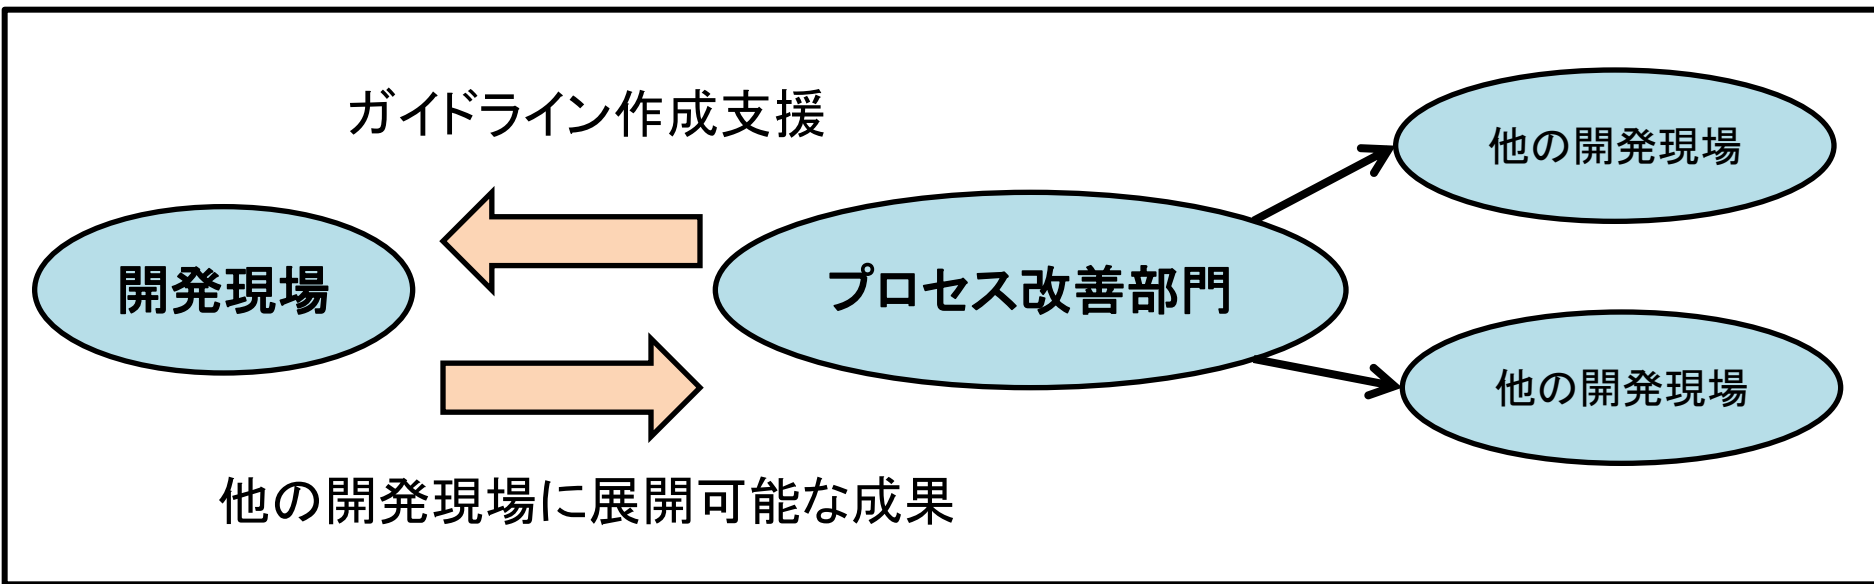 ガイドライン作成支援
他の開発現場
開発現場
プロセス改善部門
他の開発現場
他の開発現場に展開可能な成果